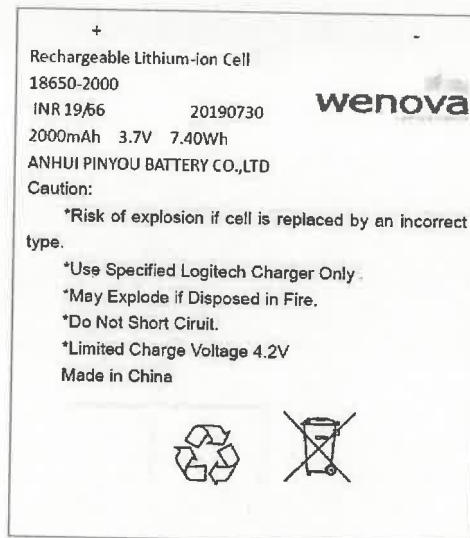 + -
Rechargeable Lithium-ion Cell
18650-2000
INR 19/66 20190730
wenova
2000mAh 3.7V 7.40Wh
ANHUI PINYOU BATTERY CO.,LTD
Caution:
*Risk of explosion if cell is replaced by an incorrect
type.
*Use Specified Logitech Charger Only .
*May Explode if Disposed in Fire.
*Do Not Short Ciruit.
*Limited Charge Voltage 4.2V
Made in China